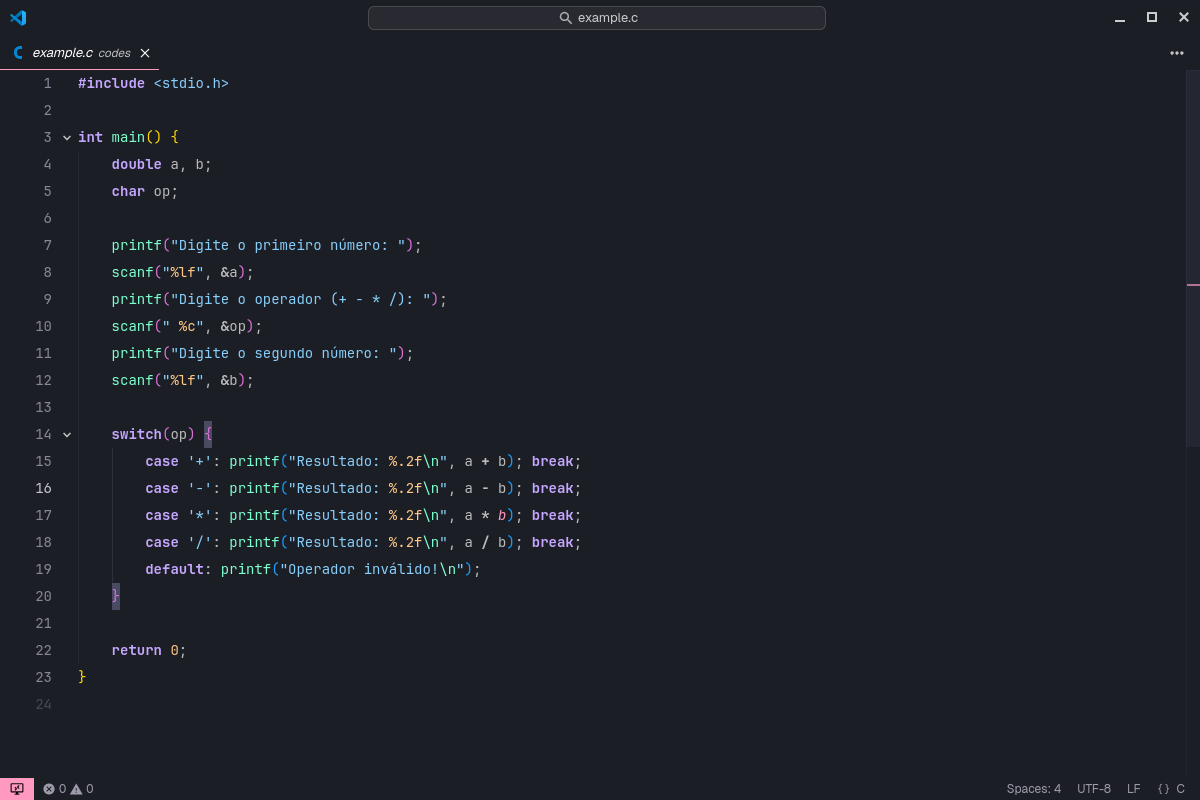 example.c
example.c codes
1 #include <stdio.h>
2
3 int main() {
4     double a, b;
5     char op;
6
7     printf("Digite o primeiro número: ");
8     scanf("%lf", &a);
9     printf("Digite o operador (+ - * /): ");
10     scanf(" %c", &op);
11     printf("Digite o segundo número: ");
12     scanf("%lf", &b);
13
14     switch(op) {
15         case '+': printf("Resultado: %.2f\n", a + b); break;
16         case '-': printf("Resultado: %.2f\n", a - b); break;
17         case '*': printf("Resultado: %.2f\n", a * b); break;
18         case '/': printf("Resultado: %.2f\n", a / b); break;
19         default: printf("Operador inválido!\n");
20     }
21
22     return 0;
23 }
24
0 0 Spaces: 4 UTF-8 LF {} C